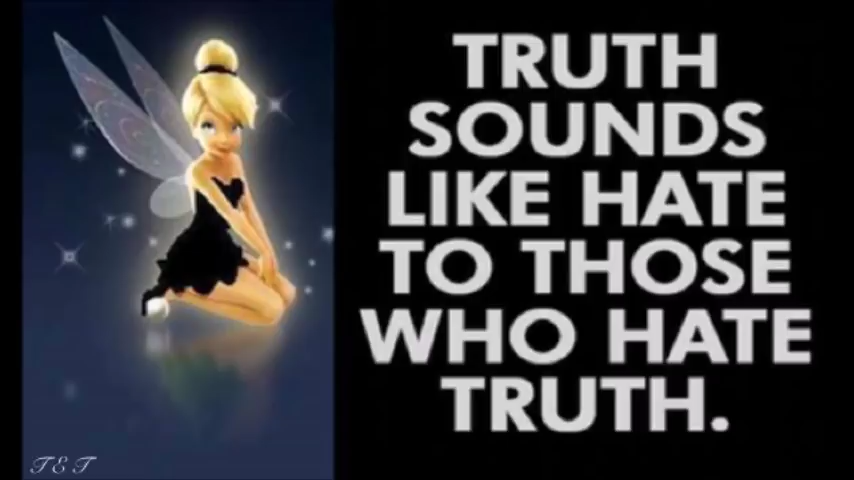 TRUTH
SOUNDS
LIKE HATE
TO THOSE
WHO HATE
TRUTH.
T&T